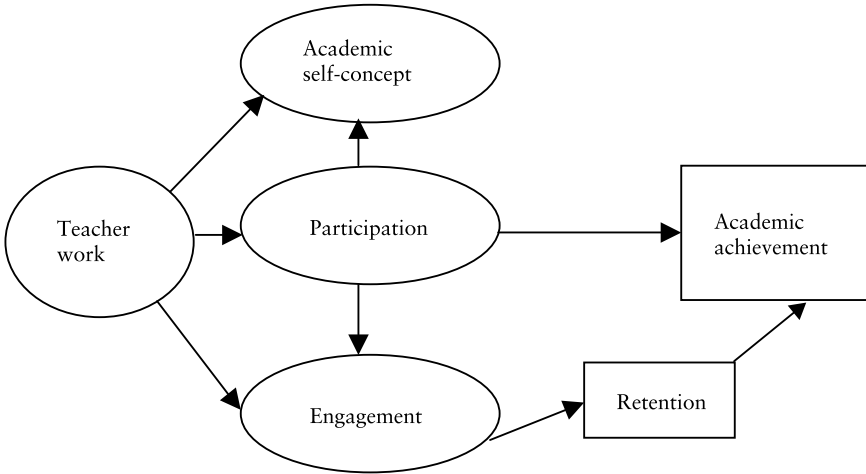 Academic
self-concept
Teacher
work
Participation
Academic
achievement
Engagement
Retention